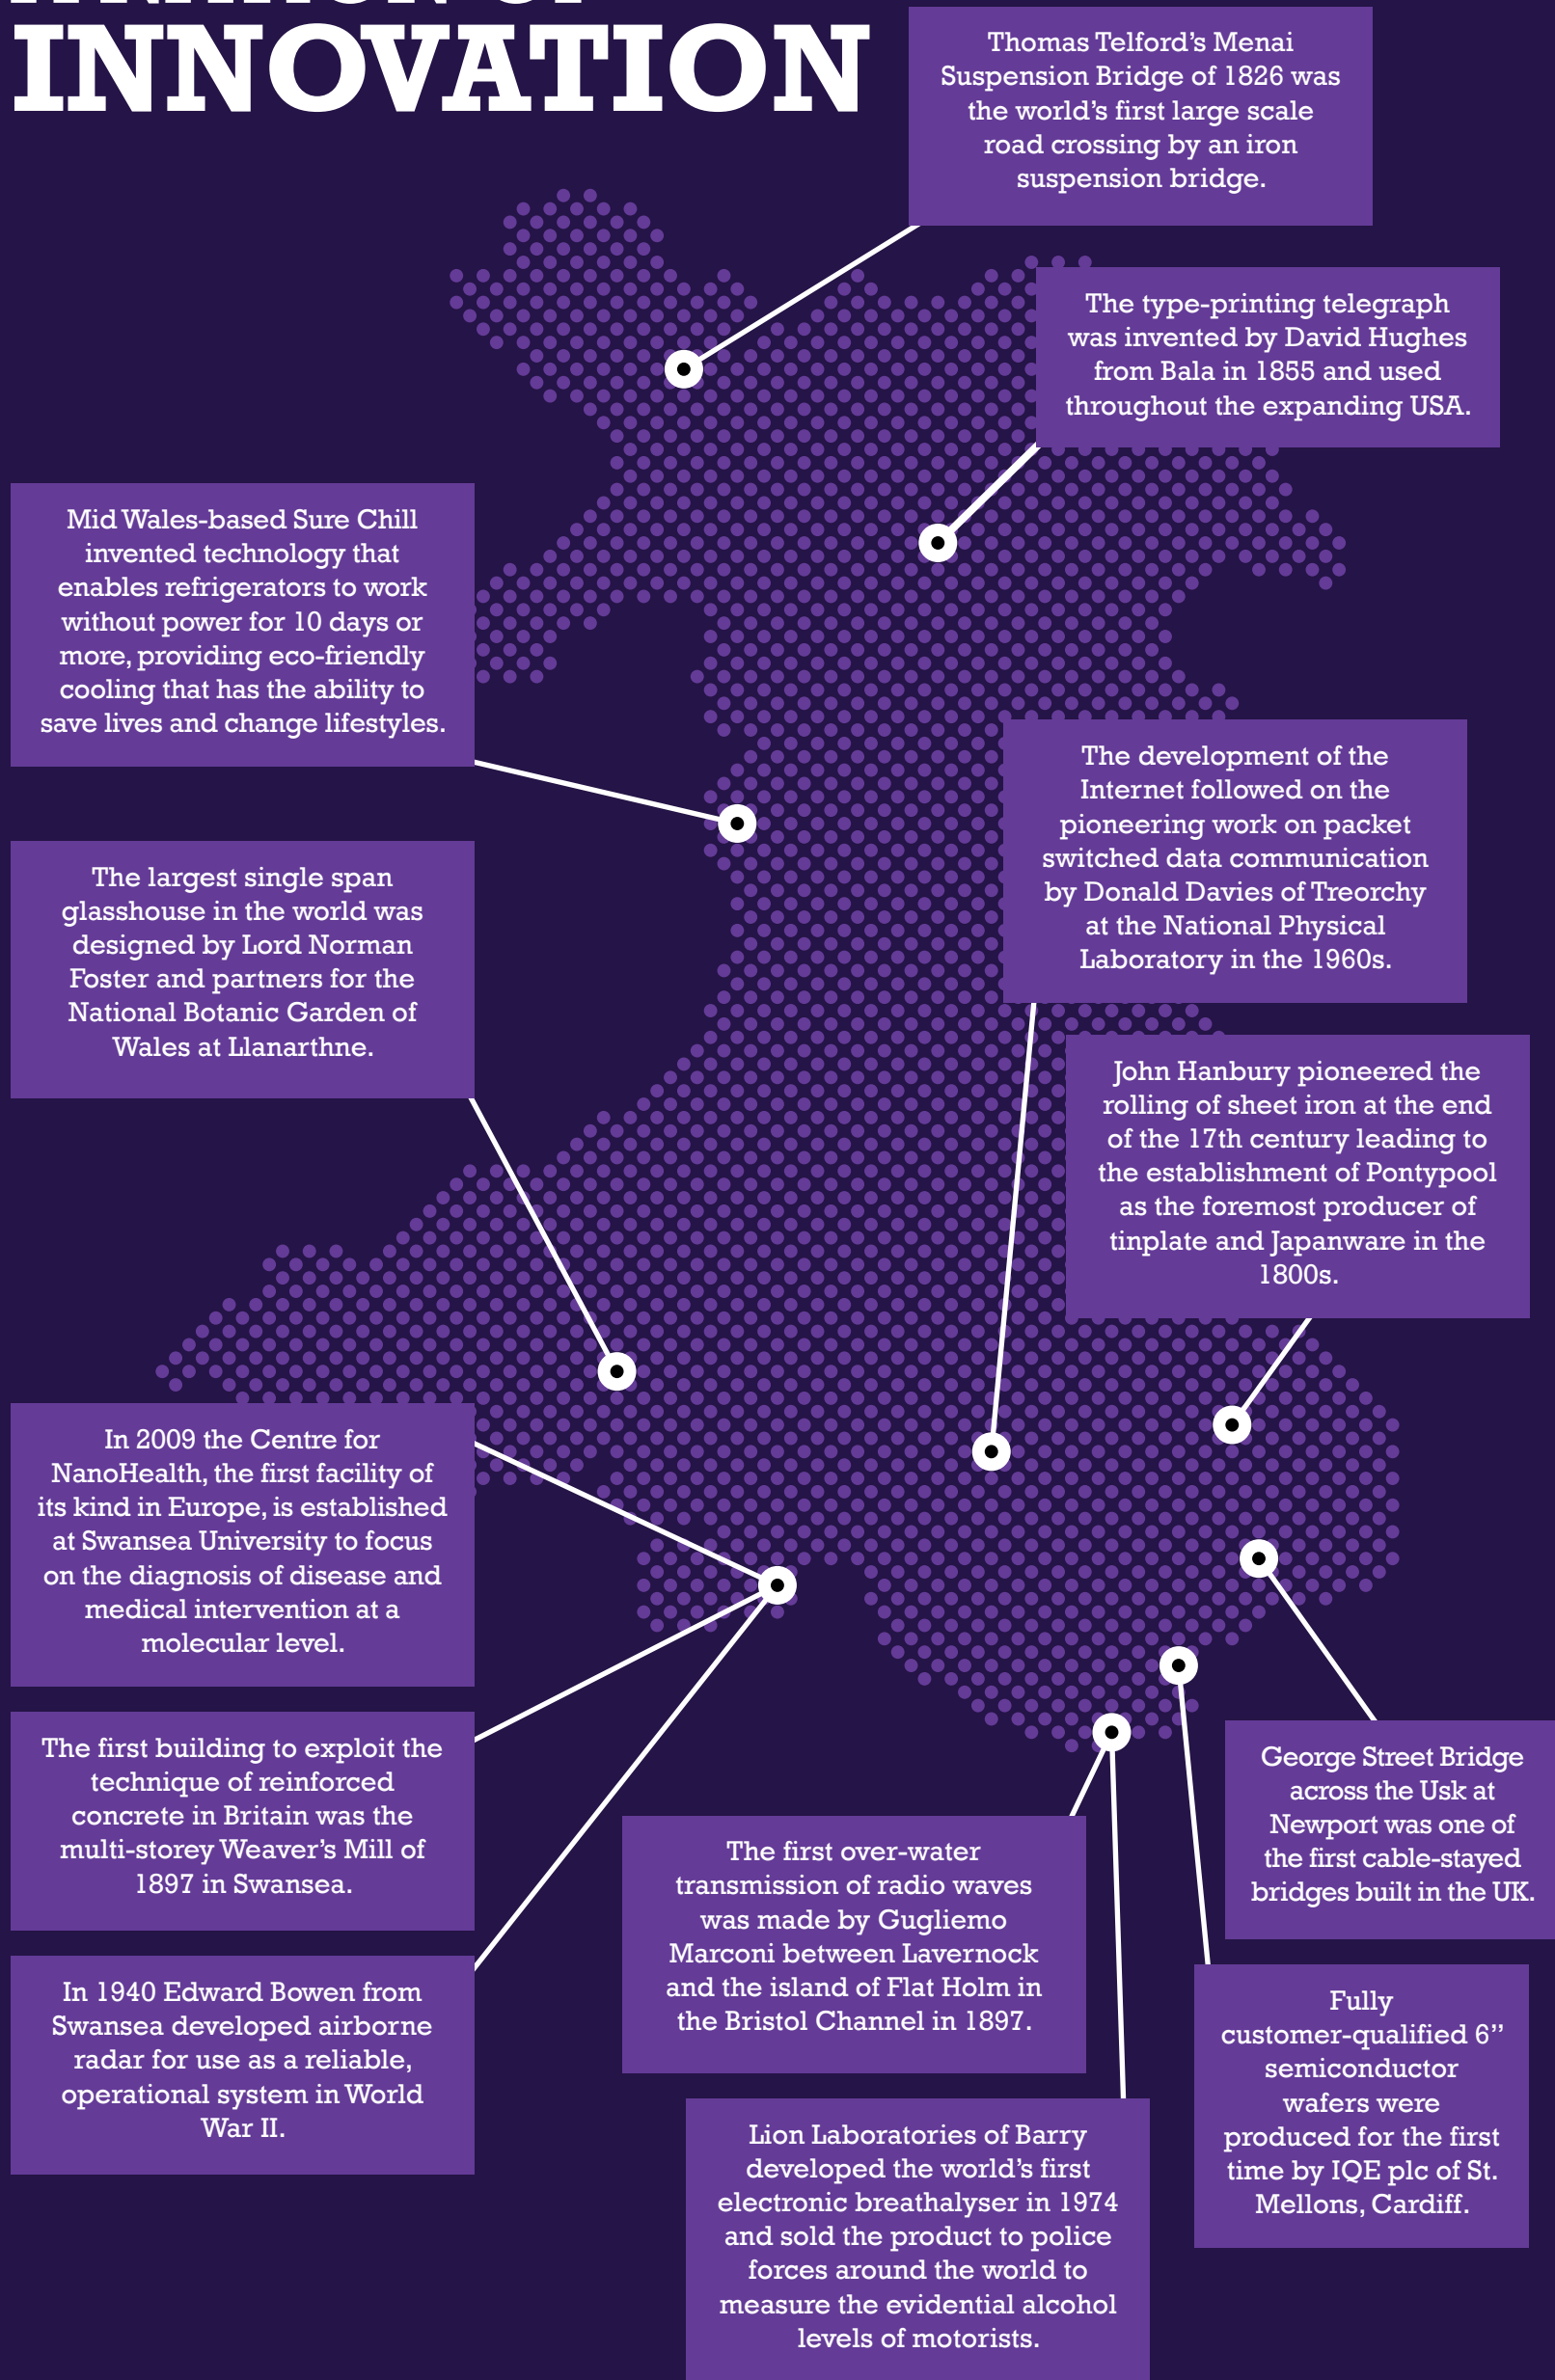 INNOVATION
Thomas Telford’s Menai
Suspension Bridge of 1826 was
the world’s first large scale
road crossing by an iron
suspension bridge.
The type-printing telegraph
was invented by David Hughes
from Bala in 1855 and used
throughout the expanding USA.
Mid Wales-based Sure Chill
invented technology that
enables refrigerators to work
without power for 10 days or
more, providing eco-friendly
cooling that has the ability to
save lives and change lifestyles.
The development of the
Internet followed on the
pioneering work on packet
switched data communication
by Donald Davies of Treorchy
at the National Physical
Laboratory in the 1960s.
The largest single span
glasshouse in the world was
designed by Lord Norman
Foster and partners for the
National Botanic Garden of
Wales at Llanarthne.
John Hanbury pioneered the
rolling of sheet iron at the end
of the 17th century leading to
the establishment of Pontypool
as the foremost producer of
tinplate and Japanware in the
1800s.
In 2009 the Centre for
NanoHealth, the first facility of
its kind in Europe, is established
at Swansea University to focus
on the diagnosis of disease and
medical intervention at a
molecular level.
The first building to exploit the
technique of reinforced
concrete in Britain was the
multi-storey Weaver’s Mill of
1897 in Swansea.
George Street Bridge
across the Usk at
Newport was one of
the first cable-stayed
bridges built in the UK.
The first over-water
transmission of radio waves
was made by Gugliemo
Marconi between Lavernock
and the island of Flat Holm in
the Bristol Channel in 1897.
In 1940 Edward Bowen from
Swansea developed airborne
radar for use as a reliable,
operational system in World
War II.
Fully
customer-qualified 6’’
semiconductor
wafers were
produced for the first
time by IQE plc of St.
Mellons, Cardiff.
Lion Laboratories of Barry
developed the world’s first
electronic breathalyser in 1974
and sold the product to police
forces around the world to
measure the evidential alcohol
levels of motorists.